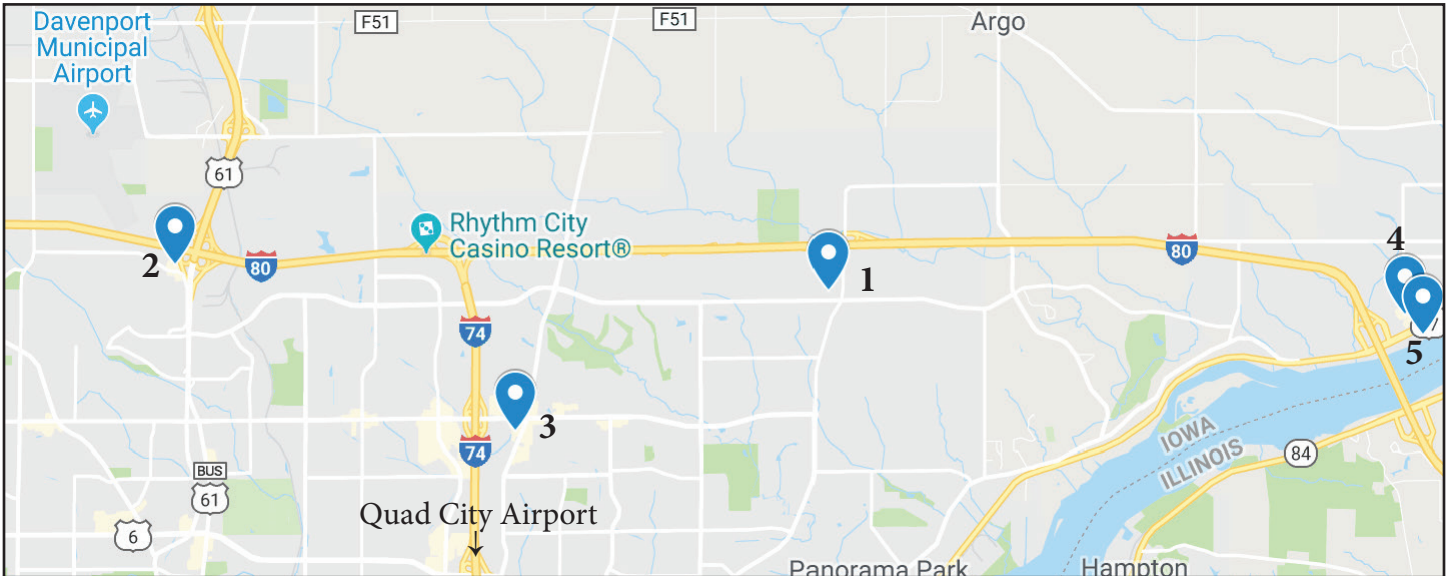 Davenport
Municipal
Airport
F51
F51
Argo
61
Rhythm City
Casino Resort®
2
80
1
80
4
74
5
3
74
IOWA
ILLINOIS
84
BUS
61
6
Quad City Airport
↓
Panorama Park
Hampton